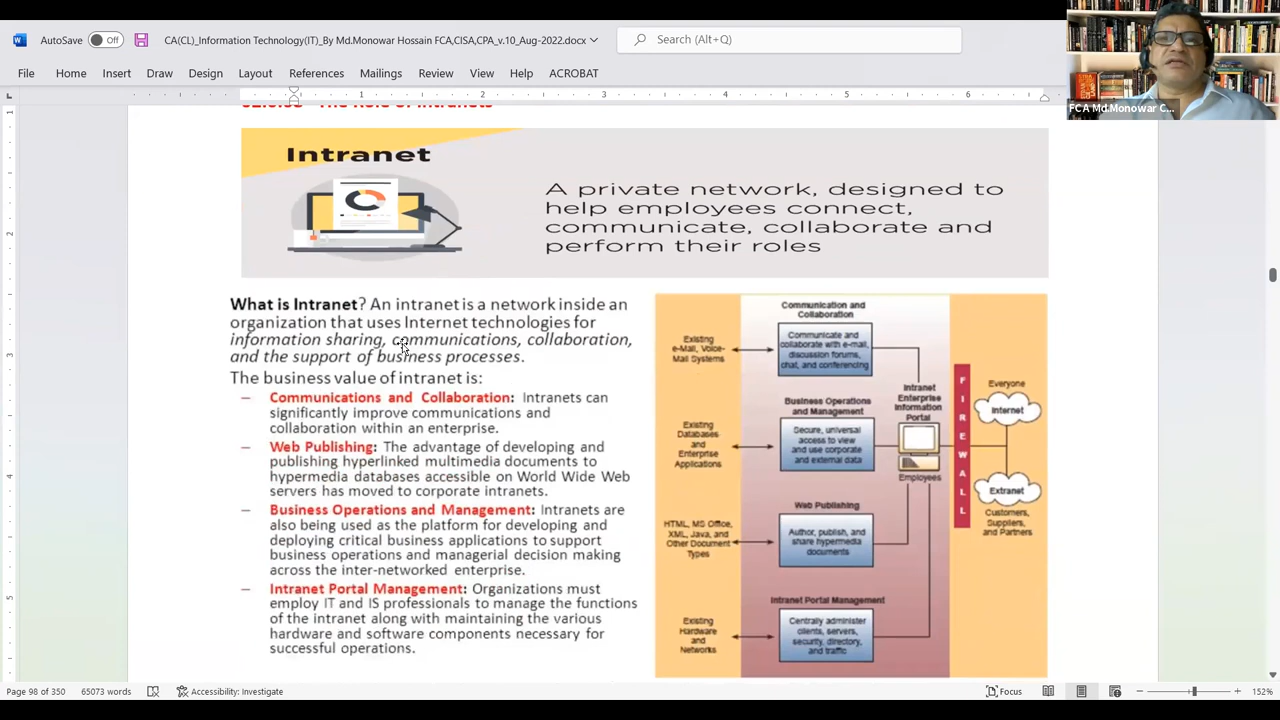 AutoSave Off
CA(CL)_Information Technology(IT)_By Md.Monowar Hossain FCA,CISA,CPA_v.10_Aug-2022.docx
Search (Alt+Q)
FCA Md.Monowar C...
File Home Insert Draw Design Layout References Mailings Review View Help ACROBAT
1 2 3 4 5 6
The Role of Intranets
Intranet
A private network, designed to
help employees connect,
communicate, collaborate and
perform their roles
What is Intranet? An intranet is a network inside an
organization that uses Internet technologies for
information sharing, communications, collaboration,
and the support of business processes.
The business value of intranet is:
– Communications and Collaboration: Intranets can
significantly improve communications and
collaboration within an enterprise.
– Web Publishing: The advantage of developing and
publishing hyperlinked multimedia documents to
hypermedia databases accessible on World Wide Web
servers has moved to corporate intranets.
– Business Operations and Management: Intranets are
also being used as the platform for developing and
deploying critical business applications to support
business operations and managerial decision making
across the inter-networked enterprise.
– Intranet Portal Management: Organizations must
employ IT and IS professionals to manage the functions
of the intranet along with maintaining the various
hardware and software components necessary for
successful operations.
Communication and
Collaboration
Existing
e-Mail, Voice-
Mail Systems
Communicate and
collaborate with e-mail,
discussion forums,
chat, and conferencing
Business Operations
and Management
Existing
Databases
and
Enterprise
Applications
Secure, universal
access to view
and use corporate
and external data
Web Publishing
HTML, MS Office,
XML, Java, and
Other Document
Types
Author, publish, and
share hypermedia
documents
Intranet Portal Management
Existing
Hardware
and
Networks
Centrally administer
clients, servers,
security, directory,
and traffic
Intranet
Enterprise
Information
Portal
Employees
FIREWALL
Everyone
Internet
Extranet
Customers,
Suppliers,
and Partners
Page 98 of 350 65073 words Accessibility: Investigate Focus 152%